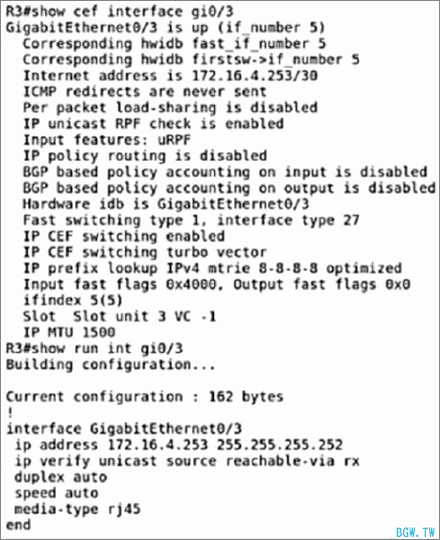 R3#show cef interface gi0/3
GigabitEthernet0/3 is up (if_number 5)
Corresponding hwidb fast_if_number 5
Corresponding hwidb firstsw->if_number 5
Internet address is 172.16.4.253/30
ICMP redirects are never sent
Per packet load-sharing is disabled
IP unicast RPF check is enabled
Input features: uRPF
IP policy routing is disabled
BGP based policy accounting on input is disabled
BGP based policy accounting on output is disabled
Hardware idb is GigabitEthernet0/3
Fast switching type 1, interface type 27
IP CEF switching enabled
IP CEF switching turbo vector
IP prefix lookup IPv4 mtrie 8-8-8-8 optimized
Input fast flags 0x4000, Output fast flags 0x0
ifindex 5(5)
Slot  Slot unit 3 VC -1
IP MTU 1500
R3#show run int gi0/3
Building configuration...
Current configuration : 162 bytes
!
interface GigabitEthernet0/3
ip address 172.16.4.253 255.255.255.252
ip verify unicast source reachable-via rx
duplex auto
speed auto
media-type rj45
end
BGW.TW